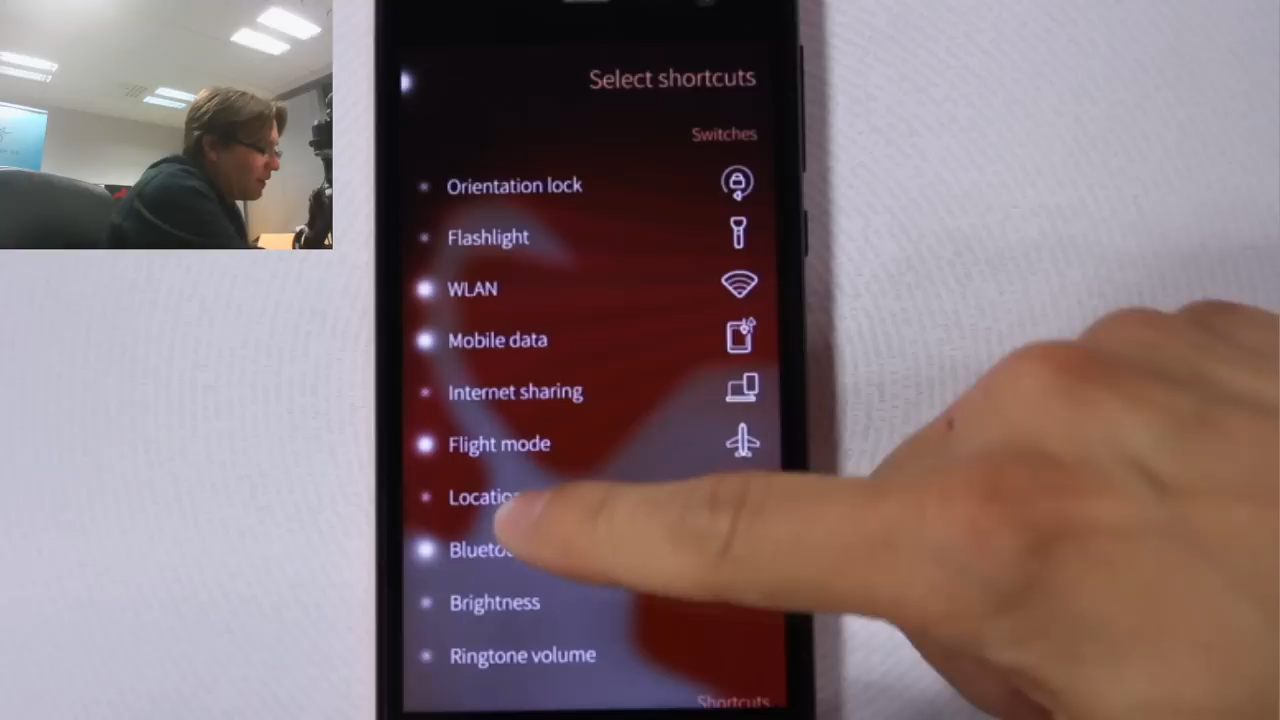 Select shortcuts
Switches
Orientation lock
Flashlight
WLAN
Mobile data
Internet sharing
Flight mode
Brightness
Ringtone volume
Shortcuts